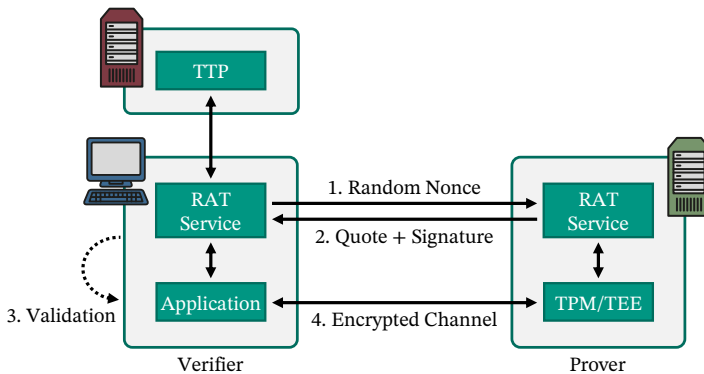 TTP
RAT
Service
1. Random Nonce
2. Quote + Signature
RAT
Service
3. Validation
Application
4. Encrypted Channel
TPM/TEE
Verifier
Prover